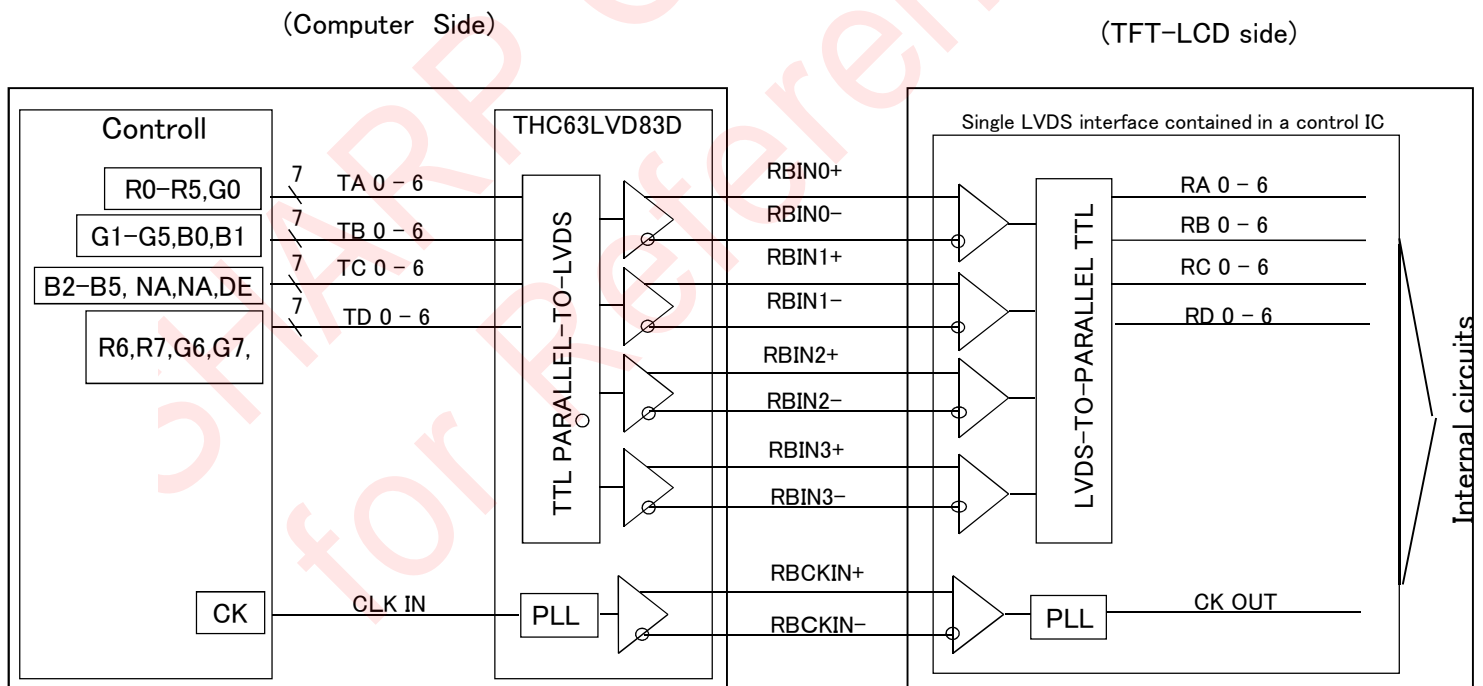 (Computer Side)
(TFT-LCD side)
Controll
THC63LVD83D
Single LVDS interface contained in a control IC
R0-R5,G0
7
TA 0 - 6
RBIN0+
RA 0 - 6
G1-G5,B0,B1
7
TB 0 - 6
RBIN0-
RB 0 - 6
B2-B5, NA,NA,DE
7
TC 0 - 6
RBIN1+
RC 0 - 6
R6,R7,G6,G7,
7
TD 0 - 6
RBIN1-
RD 0 - 6
TTL PARALLEL-TO-LVDS
LVDS-TO-PARALLEL TTL
RBIN2+
RBIN2-
RBIN3+
RBIN3-
Internal circuits
CK
CLK IN
PLL
RBCKIN+
RBCKIN-
PLL
CK OUT
SHARP
for Referen